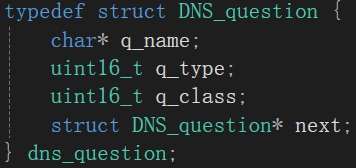 typedef struct DNS_question {
    char* q_name;
    uint16_t q_type;
    uint16_t q_class;
    struct DNS_question* next;
} dns_question;